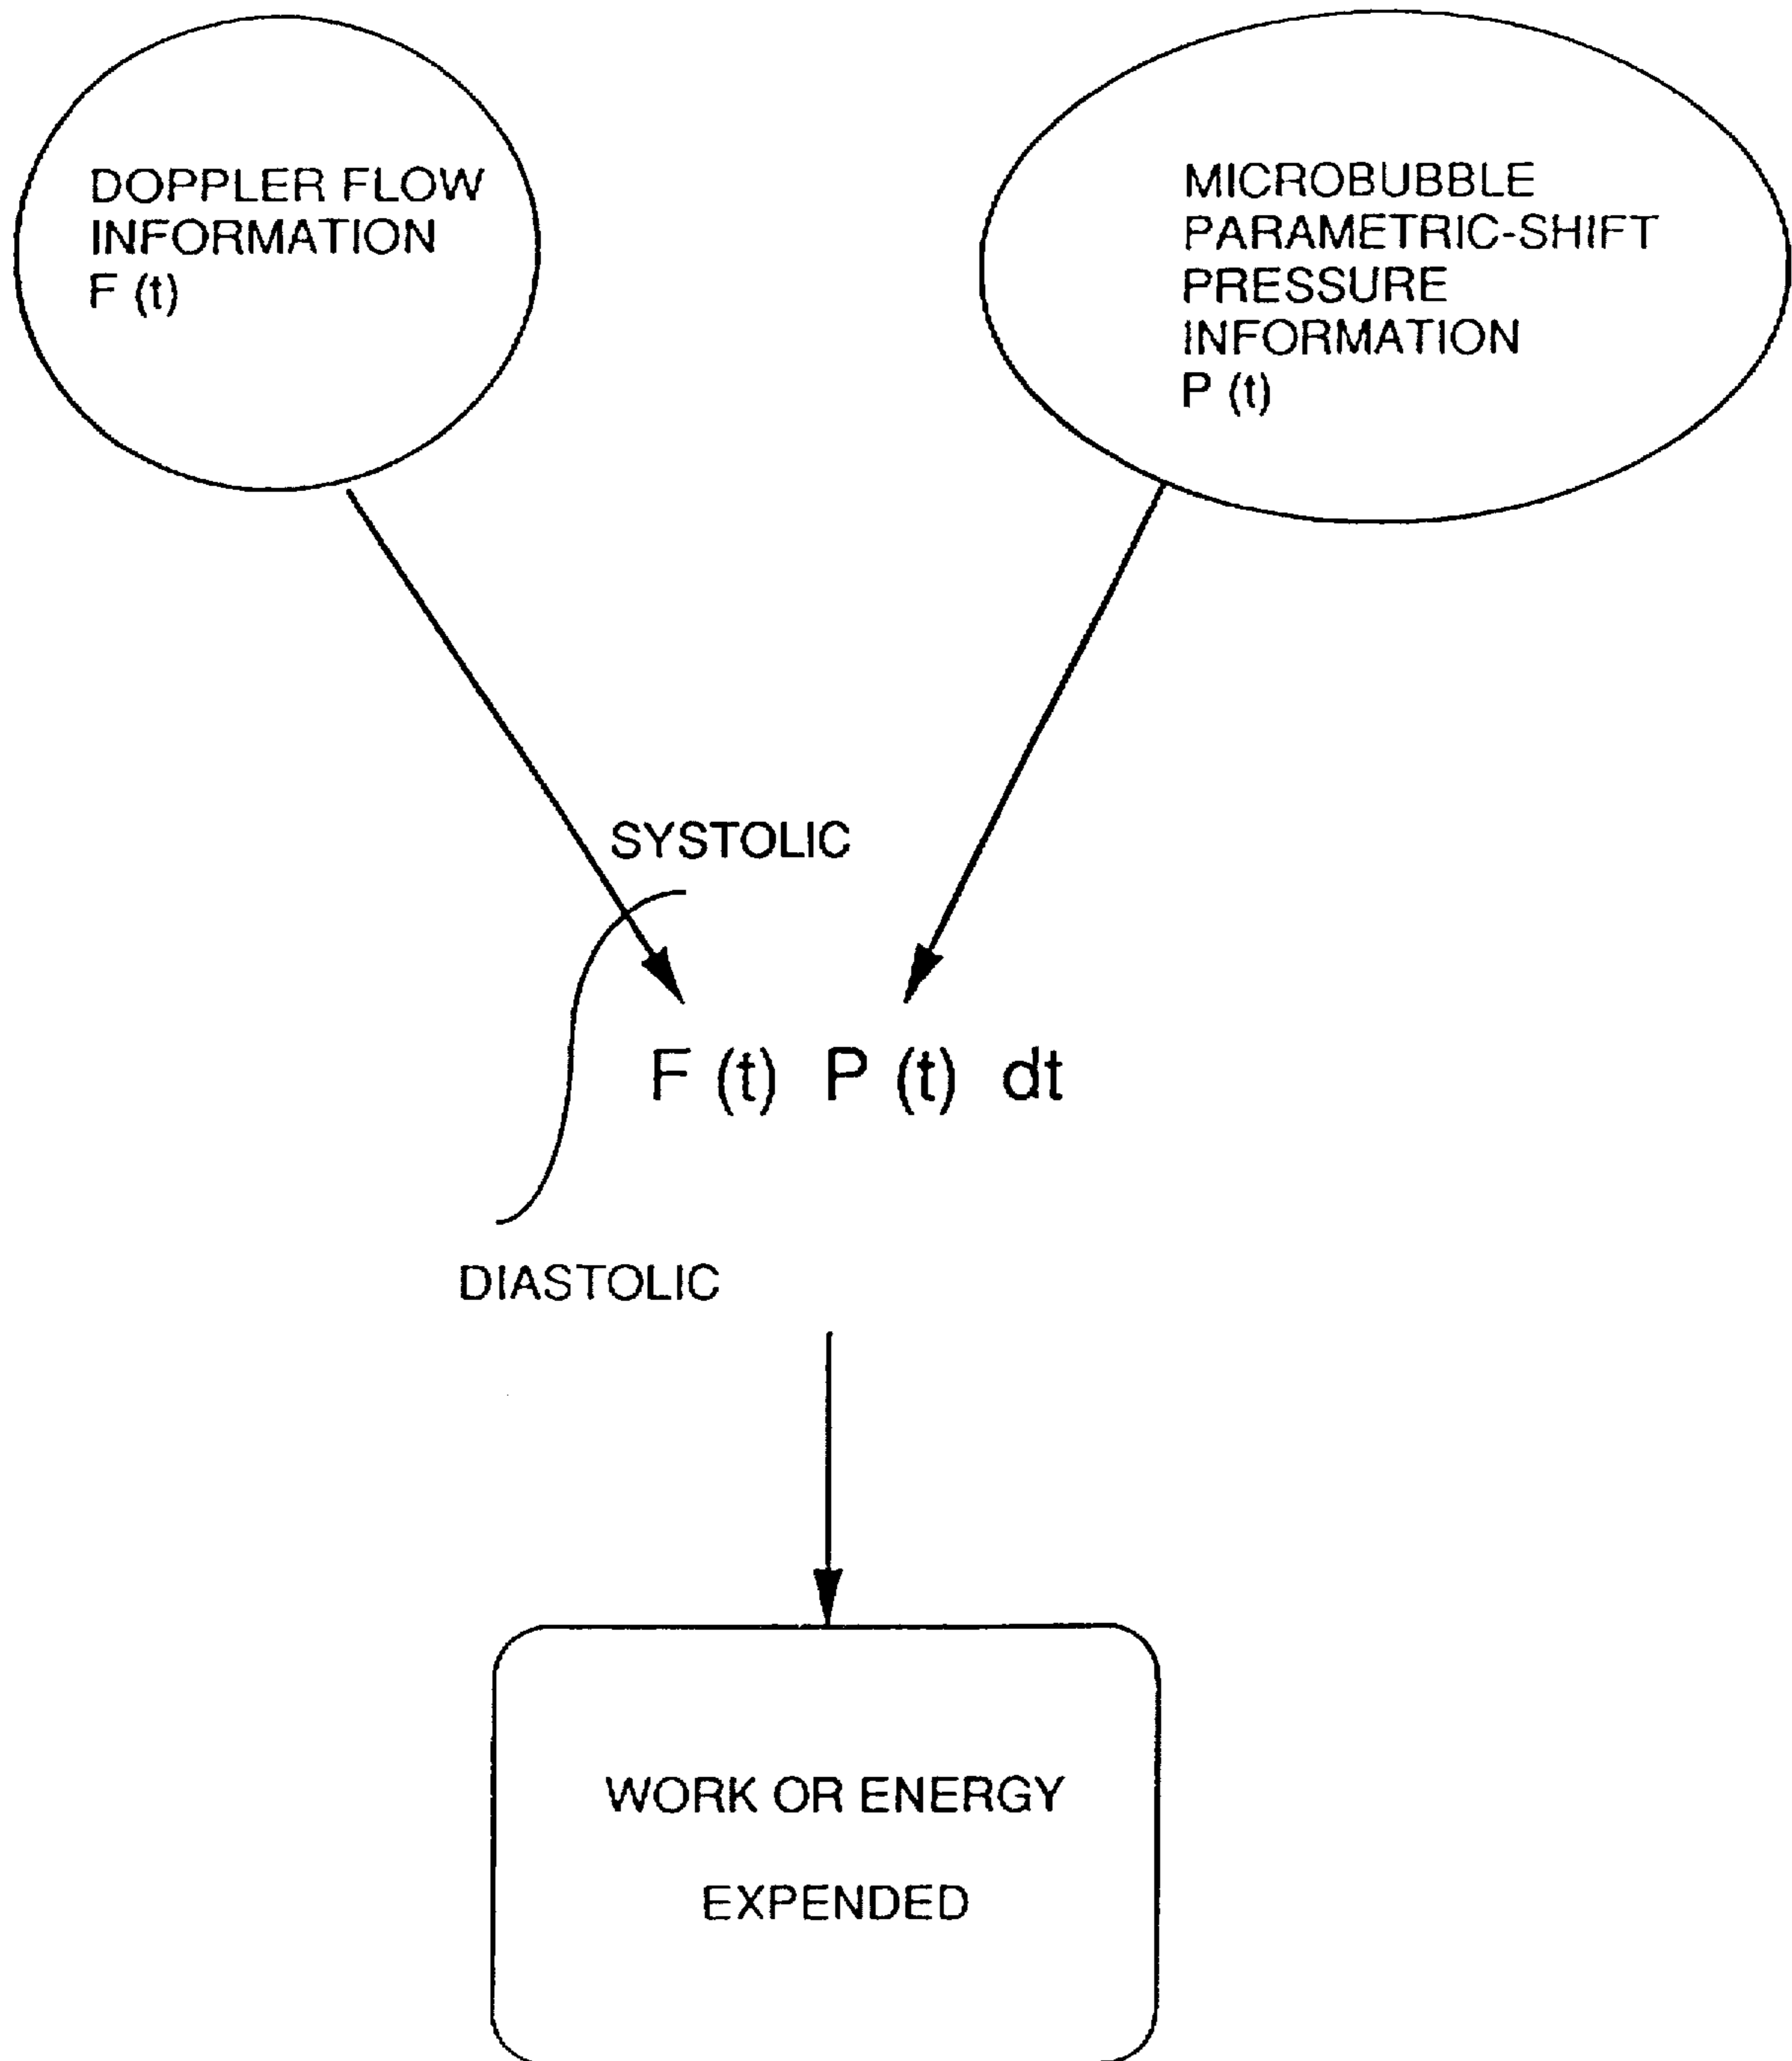 DOPPLER FLOW
INFORMATION
F (t)
MICROBUBBLE
PARAMETRIC-SHIFT
PRESSURE
INFORMATION
P (t)
SYSTOLIC
F (t) P (t) dt
DIASTOLIC
WORK OR ENERGY
EXPENDED